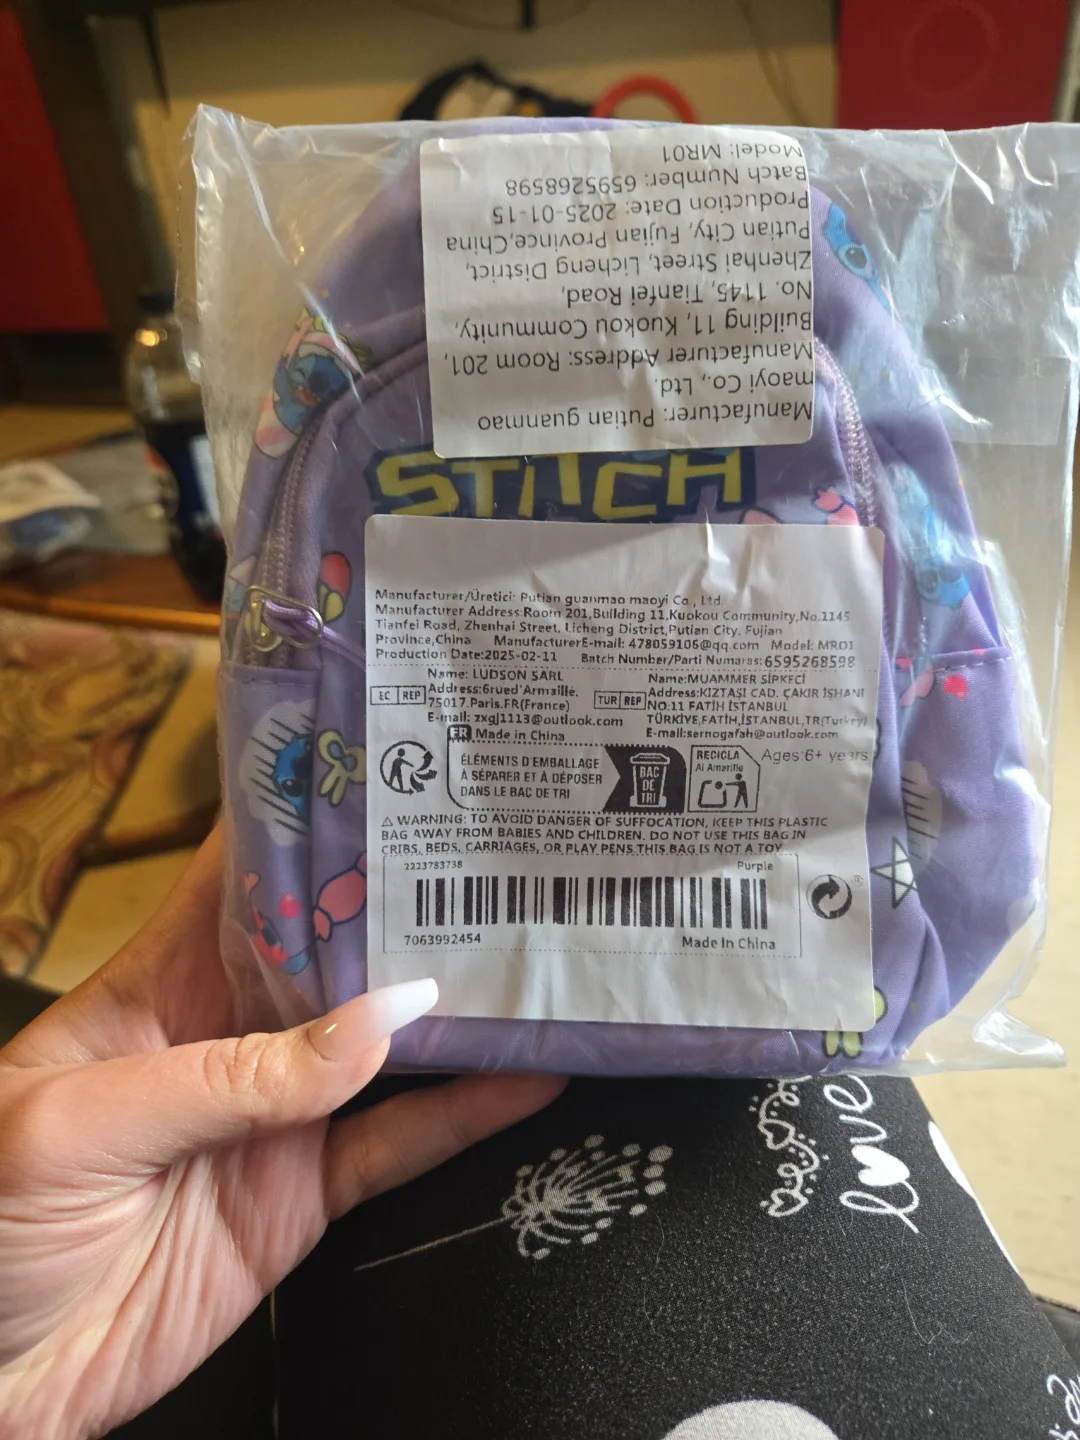 Manufacturer: Putian guanmao
maoyi Co., Ltd.
Manufacturer Address: Room 201,
Building 11, Kuokou Community,
No. 1145, Tianfei Road,
Zhenhai Street, Licheng District,
Putian City, Fujian Province,China
Production Date: 2025-01-15
Batch Number: 6595268598
Model: MR01
STITCH
Manufacturer/Üretici: Putian guanmao maoyi Co., Ltd
Manufacturer Address:Room 201,Building 11,Kuokou Community,No.1145
Tianfei Road, Zhenhai Street, Licheng District,Putian City, Fujian
Province,China ManufacturerE-mail: 478059106@qq.com Model: MR01
Production Date:2025-02-11 Batch Number/Parti Numaras:6595268598
EC REP
Name: LUDSON SARL
Address:6rued'Armaille,
75017.Paris.FR(France)
E-mail: zxgj1113@outlook.com
TUR REP
Name:MUAMMER SİPKECİ
Address:KIZTAŞI CAD. ÇAKIR İSHANI
NO:11 FATİH İSTANBUL
TÜRKİYE,FATİH,İSTANBUL,TR(Turkey)
E-mail:sernogafah@outlook.com
FR Made in China
ÉLÉMENTS D'EMBALLAGE
À SÉPARER ET À DÉPOSER
DANS LE BAC DE TRI
BAC
DE
TRI
RECICLA
Al Amarillo
Ages:6+ years
⚠ WARNING: TO AVOID DANGER OF SUFFOCATION, KEEP THIS PLASTIC
BAG AWAY FROM BABIES AND CHILDREN. DO NOT USE THIS BAG IN
CRIBS, BEDS, CARRIAGES, OR PLAY PENS THIS BAG IS NOT A TOY
2223783738 Purple
7063992454 Made In China
love